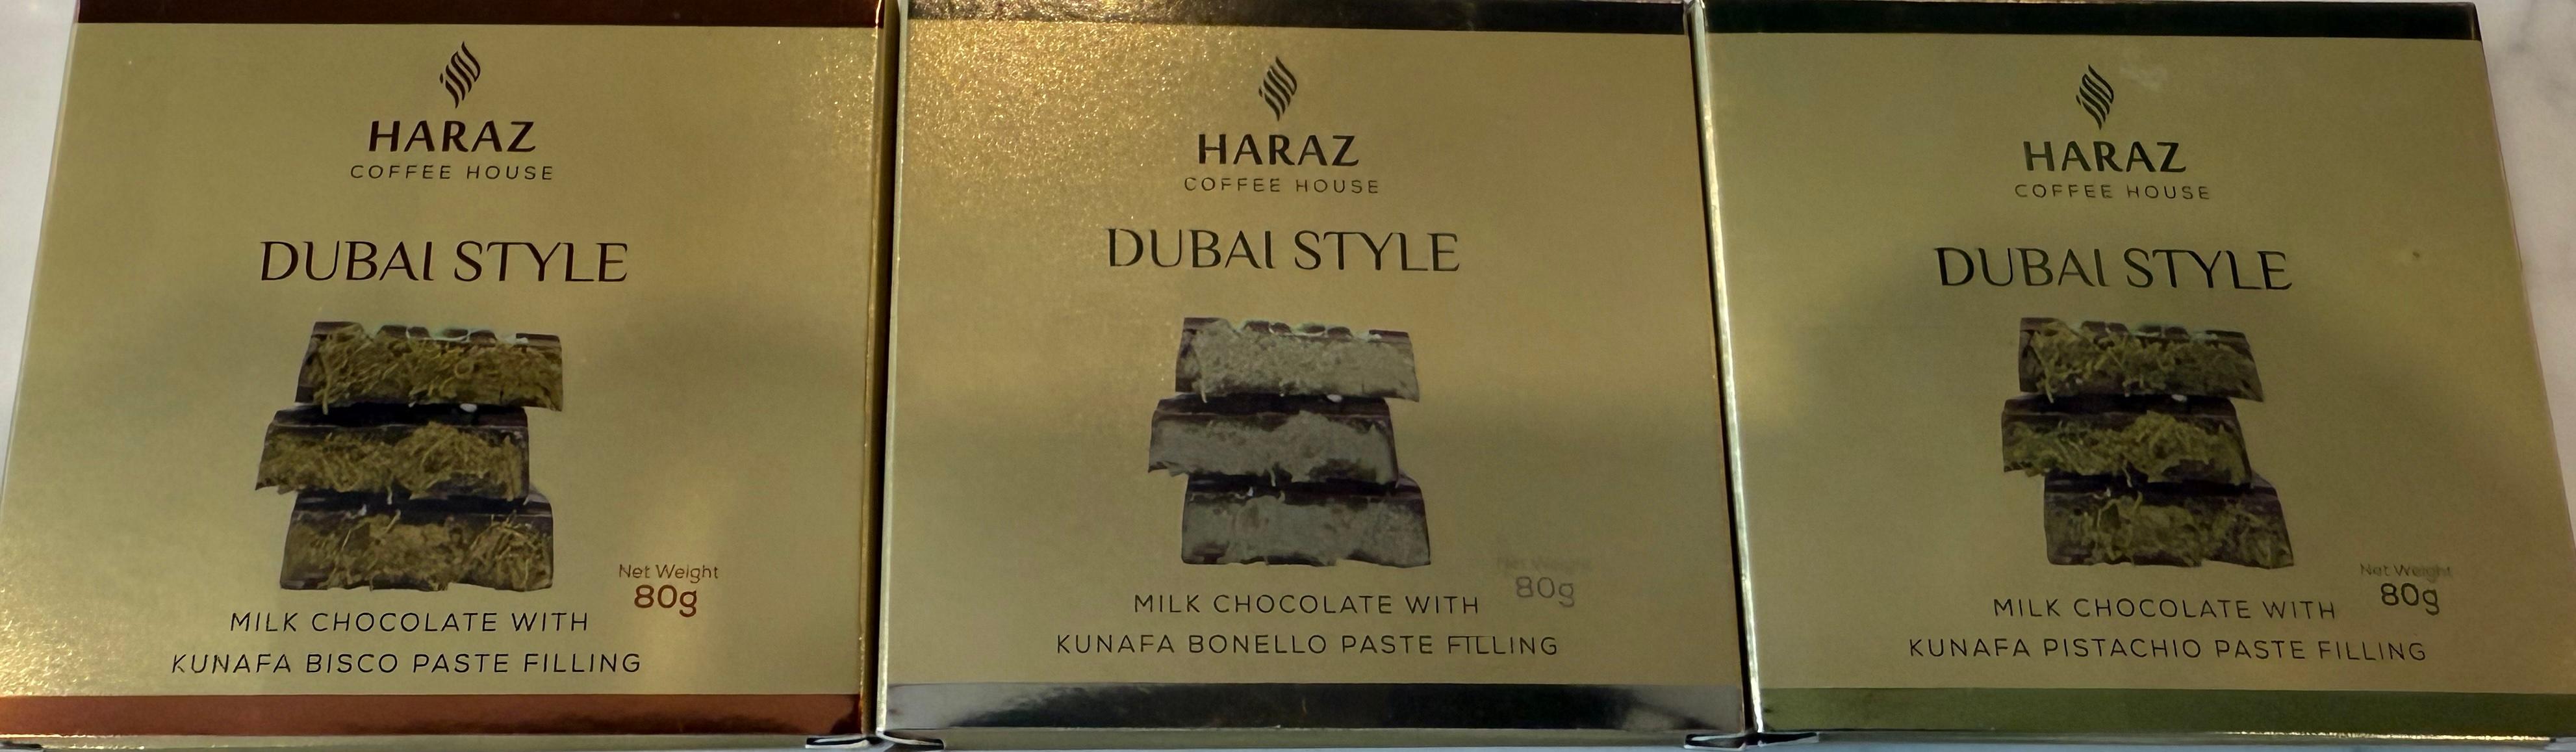 HARAZ
COFFEE HOUSE
DUBAI STYLE
Net Weight
80g
MILK CHOCOLATE WITH
KUNAFA BISCO PASTE FILLING
HARAZ
COFFEE HOUSE
DUBAI STYLE
Net Weight
80g
MILK CHOCOLATE WITH
KUNAFA BONELLO PASTE FILLING
HARAZ
COFFEE HOUSE
DUBAI STYLE
Net Weight
80g
MILK CHOCOLATE WITH
KUNAFA PISTACHIO PASTE FILLING